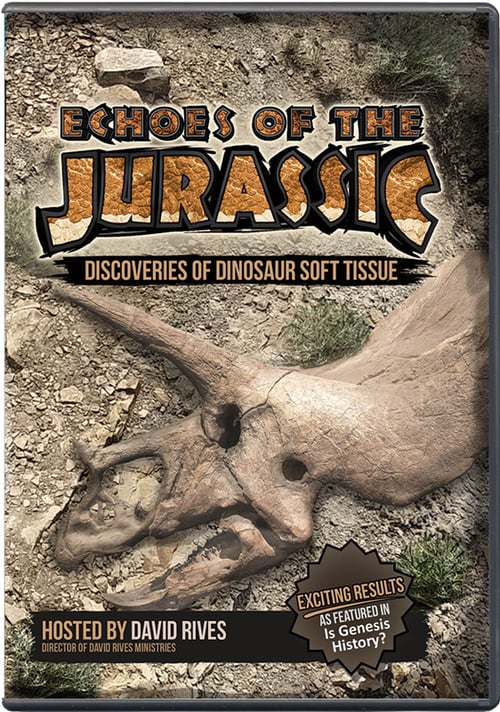 ECHOES OF THE
JURASSIC
DISCOVERIES OF DINOSAUR SOFT TISSUE
EXCITING RESULTS
AS FEATURED IN
Is Genesis
History?
HOSTED BY DAVID RIVES
DIRECTOR OF DAVID RIVES MINISTRIES